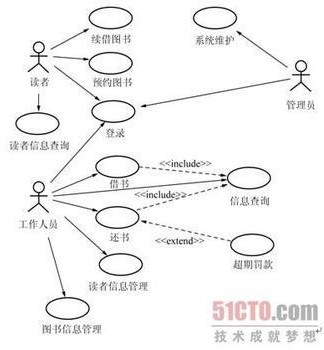 续借图书
系统维护
读者
预约图书
管理员
登录
读者信息查询
<<include>>
借书
<<include>>
信息查询
工作人员
还书
<<extend>>
超期罚款
读者信息管理
图书信息管理
51CTO.com
技术成就梦想